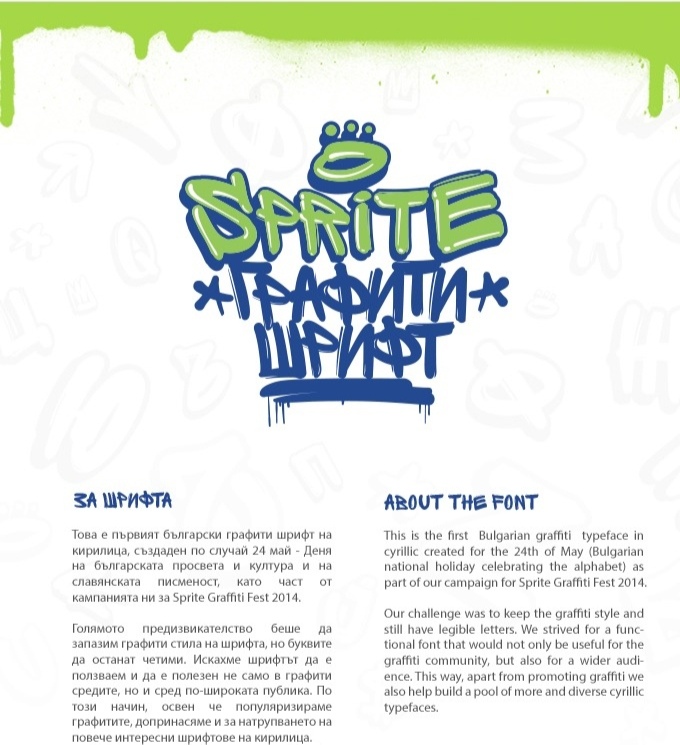 SPRITE
*ГРАФИТИ*
ШРИФТ
ЗА ШРИФТА
Това е първият български графити шрифт на
кирилица, създаден по случай 24 май - Деня
на българската просвета и култура и на
славянската писменост, като част от
кампанията ни за Sprite Graffiti Fest 2014.
Голямото предизвикателство беше да
запазим графити стила на шрифта, но буквите
да останат четими. Искахме шрифтът да е
ползваем и да е полезен не само в графити
средите, но и сред по-широката публика. По
този начин, освен че популяризираме
графитите, допринасяме и за натрупването на
повече интересни шрифтове на кирилица.
ABOUT THE FONT
This is the first Bulgarian graffiti typeface in
cyrillic created for the 24th of May (Bulgarian
national holiday celebrating the alphabet) as
part of our campaign for Sprite Graffiti Fest 2014.
Our challenge was to keep the graffiti style and
still have legible letters. We strived for a func-
tional font that would not only be useful for the
graffiti community, but also for a wider audi-
ence. This way, apart from promoting graffiti we
also help build a pool of more and diverse cyrillic
typefaces.